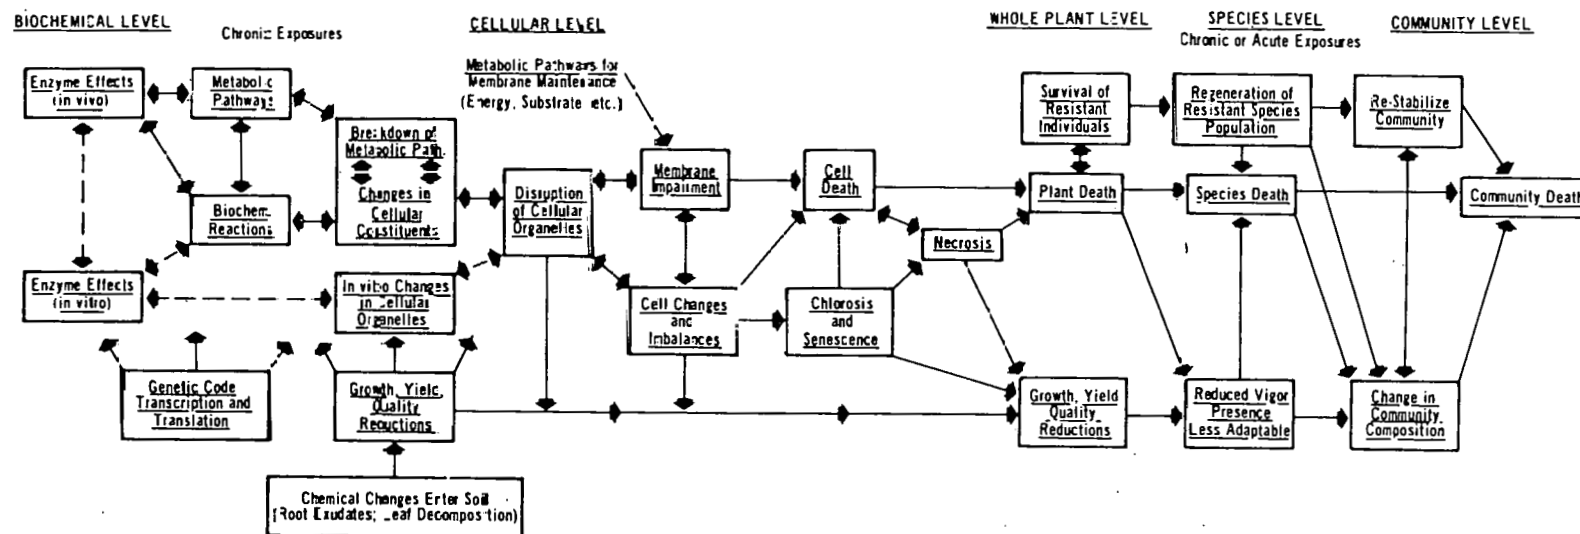 BIOCHEMICAL LEVEL
Chronic Exposures
CELLULAR LEVEL
WHOLE PLANT LEVEL
SPECIES LEVEL
Chronic or Acute Exposures
COMMUNITY LEVEL
Enzyme Effects
(in vivo)
Metabolic
Pathways
Breakdown of
Metabolic Path.
Changes in
Cellular
Constituents
Biochem
Reactions
Enzyme Effects
(in vitro)
In vitro Changes
in Cellular
Organelles
Genetic Code
Transcription and
Translation
Growth, Yield,
Quality
Reductions
Chemical Changes Enter Soil
(Root Exudates; Leaf Decomposition)
Metabolic Pathways for
Membrane Maintenance
(Energy, Substrate etc.)
Disruption
of Cellular
Organelles
Membrane
Impairment
Cell Changes
and
Imbalances
Cell
Death
Chlorosis
and
Senescence
Necrosis
Survival of
Resistant
Individuals
Plant Death
Growth, Yield
Quality
Reductions
Regeneration of
Resistant Species
Population
Species Death
Reduced Vigor
Presence
Less Adaptable
Re-Stabilize
Community
Change in
Community
Composition
Community Death